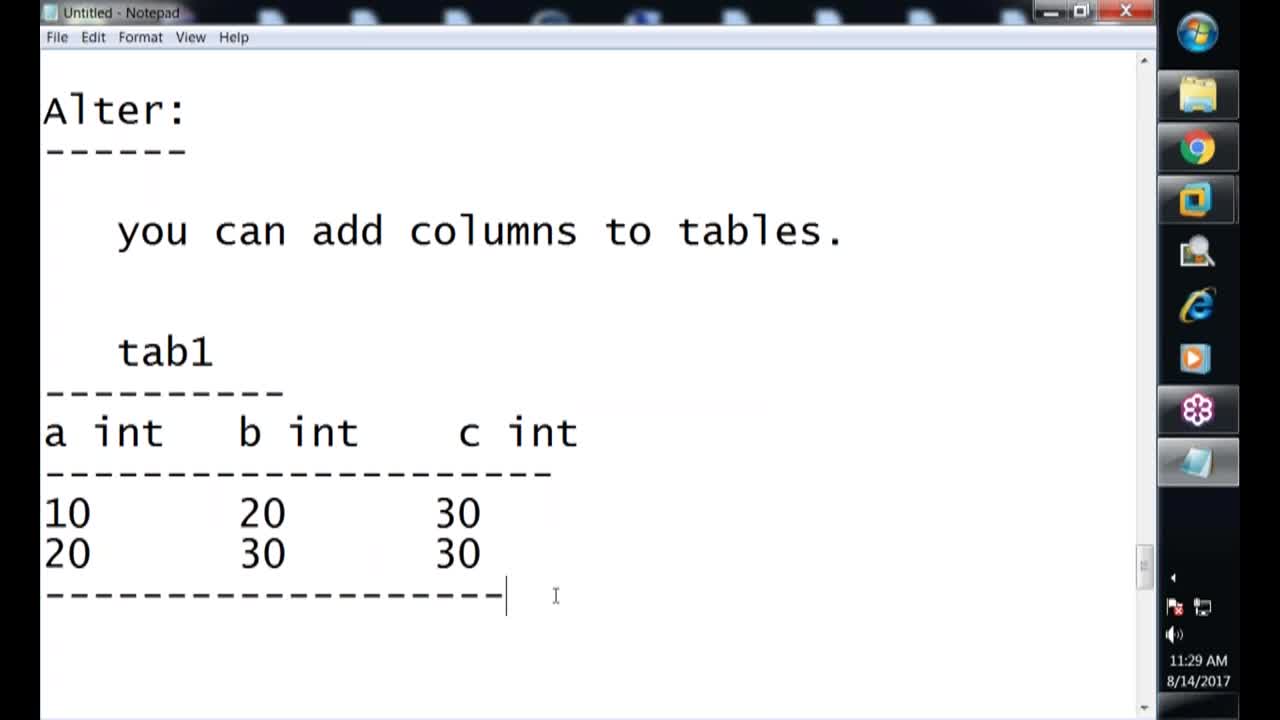 Untitled - Notepad
File Edit Format View Help
Alter:
------
you can add columns to tables.
tab1
----------
a int b int c int
---------------------
10 20 30
20 30 30
-------------------
11:29 AM
8/14/2017